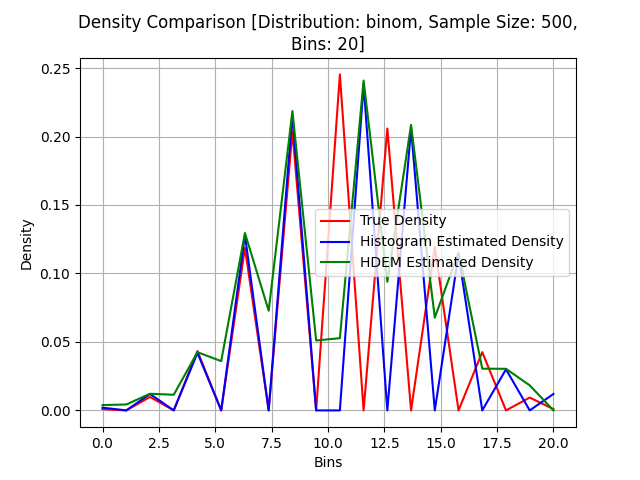 Density Comparison [Distribution: binom, Sample Size: 500,
Bins: 20]
Density
0.25
0.20
0.15
0.10
0.05
0.00
True Density
Histogram Estimated Density
HDEM Estimated Density
0.0 2.5 5.0 7.5 10.0 12.5 15.0 17.5 20.0
Bins